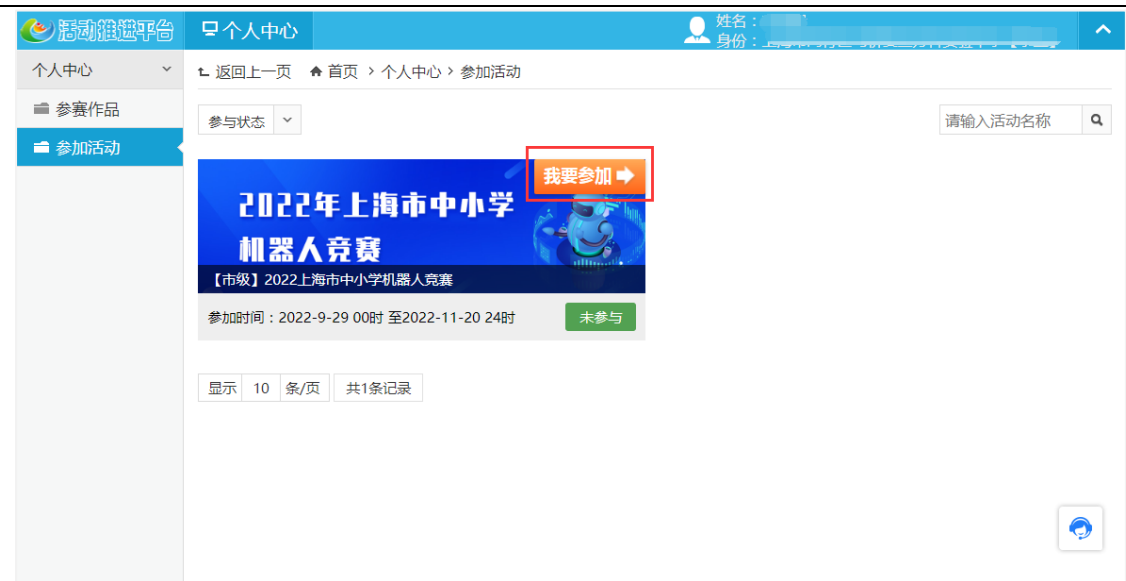 活动推进平台
个人中心
姓名：
身份：
个人中心
返回上一页 首页 > 个人中心 > 参加活动
参赛作品
参加活动
参与状态
请输入活动名称
我要参加
2022年上海市中小学
机器人竞赛
【市级】2022上海市中小学机器人竞赛
参加时间：2022-9-29 00时 至2022-11-20 24时
未参与
显示 10 条/页 共1条记录